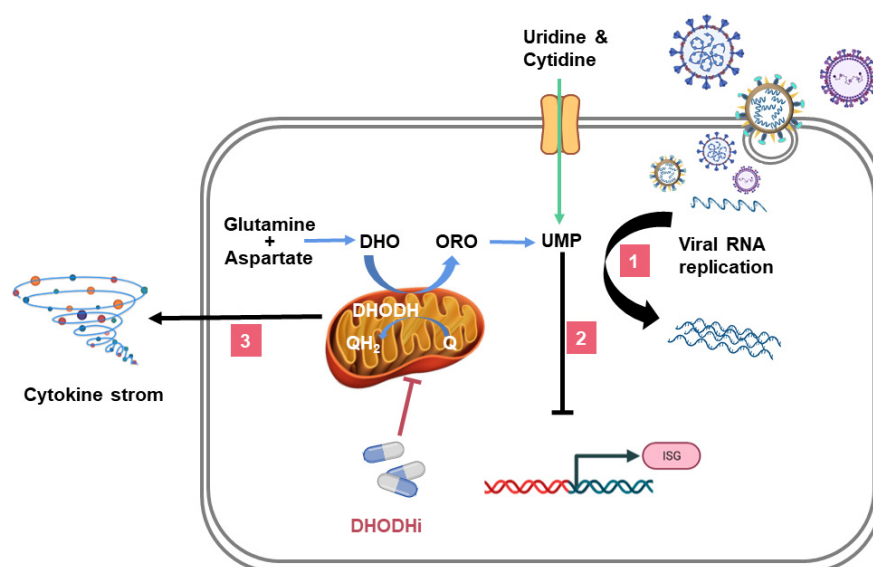 Uridine &
Cytidine
Glutamine
+
Aspartate
DHO
ORO
UMP
1
Viral RNA
replication
DHODH
QH2
Q
3
2
Cytokine strom
ISG
DHODHi